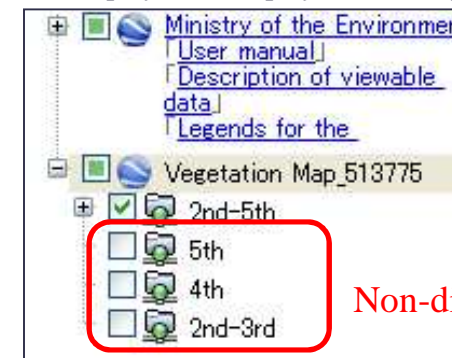 Ministry of the Environmen
「User manual」
「Description of viewable
data」
「Legends for the
Vegetation Map_513775
2nd-5th
5th
4th
2nd-3rd
Non-di